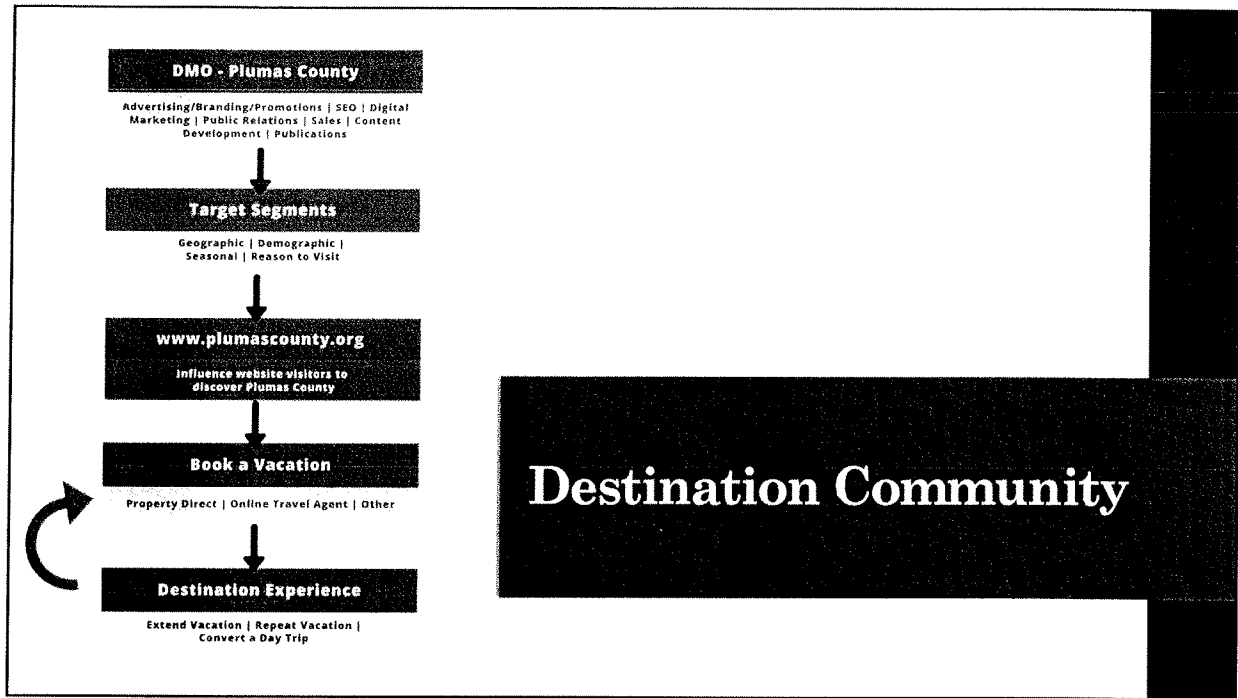 DMO - Plumas County
Advertising/Branding/Promotions | SEO | Digital
Marketing | Public Relations | Sales | Content
Development | Publications
Target Segments
Geographic | Demographic |
Seasonal | Reason to Visit
www.plumascounty.org
Influence website visitors to
discover Plumas County
Book a Vacation
Property Direct | Online Travel Agent | Other
Destination Experience
Extend Vacation | Repeat Vacation |
Convert a Day Trip
Destination Community